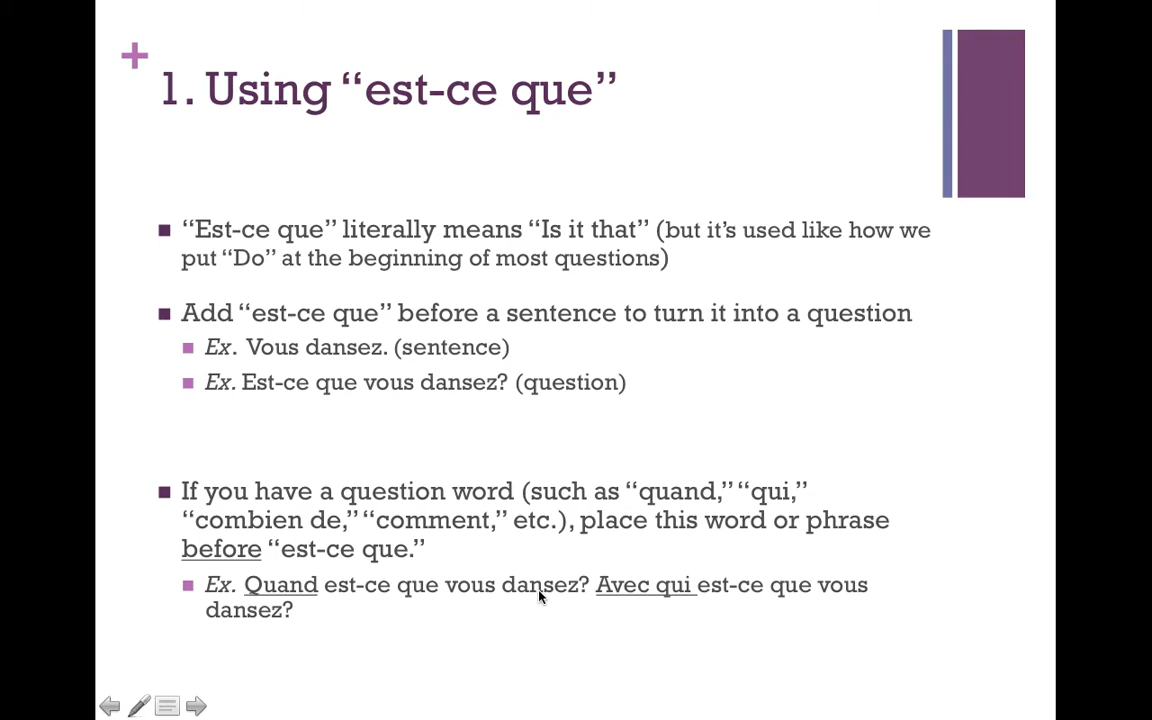 +
1. Using “est-ce que”
■ “Est-ce que” literally means “Is it that” (but it’s used like how we
put “Do” at the beginning of most questions)
■ Add “est-ce que” before a sentence to turn it into a question
■ Ex. Vous dansez. (sentence)
■ Ex. Est-ce que vous dansez? (question)
■ If you have a question word (such as “quand,” “qui,”
“combien de,” “comment,” etc.), place this word or phrase
before “est-ce que.”
■ Ex. Quand est-ce que vous dansez? Avec qui est-ce que vous
dansez?